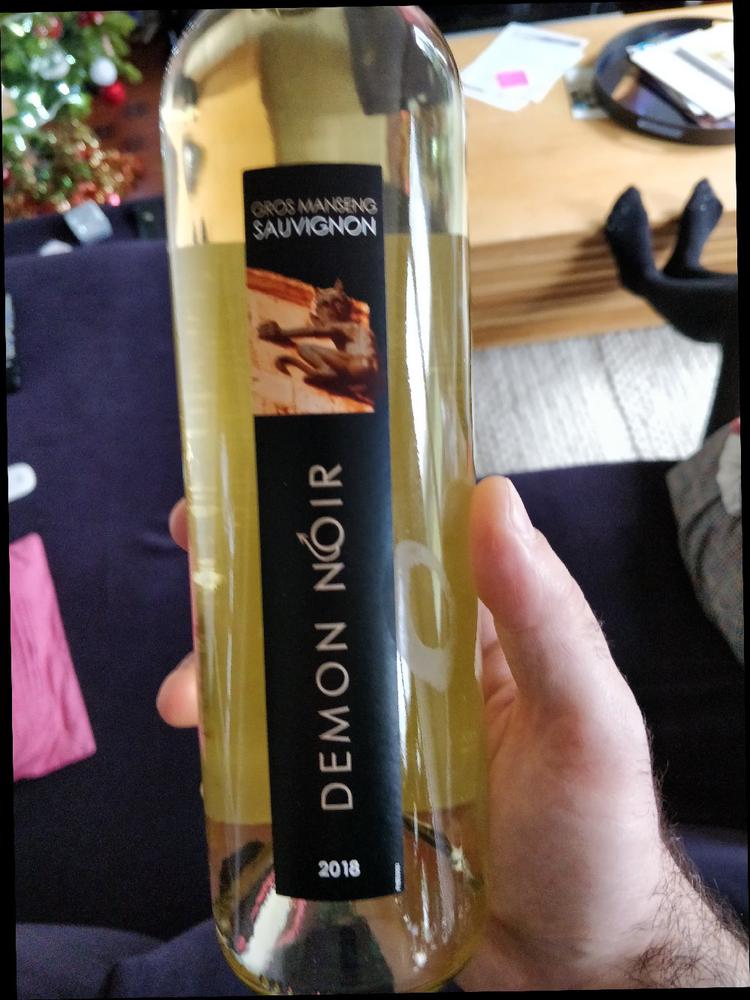 GROS MANSENG
SAUVIGNON
DEMON NOIR
2018